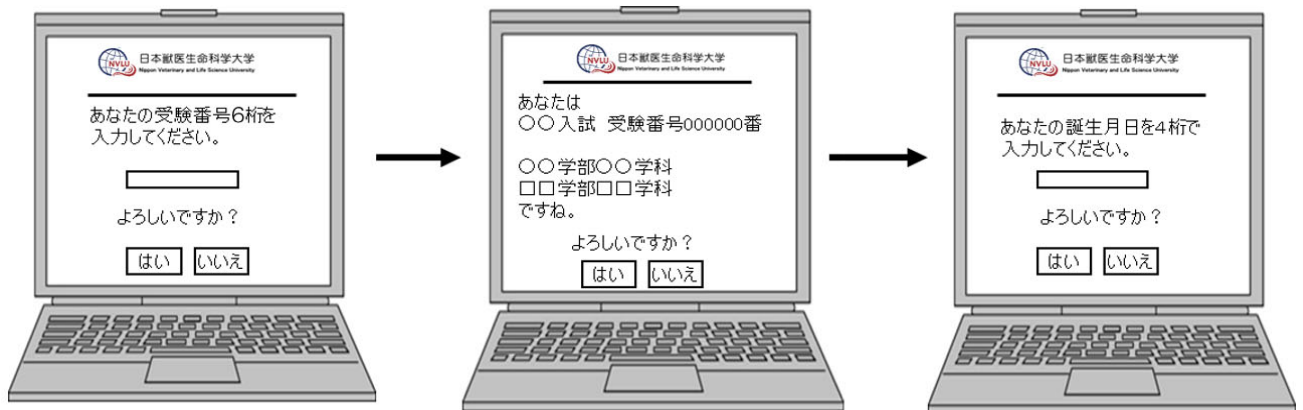 日本獣医生命科学大学
NVLU
Nippon Veterinary and Life Science University
あなたの受験番号6桁を
入力してください。
よろしいですか?
はい いいえ
日本獣医生命科学大学
NVLU
Nippon Veterinary and Life Science University
あなたは
○○入試 受験番号000000番
○○学部○○学科
□□学部□□学科
ですね。
よろしいですか?
はい いいえ
日本獣医生命科学大学
NVLU
Nippon Veterinary and Life Science University
あなたの誕生月日を4桁で
入力してください。
よろしいですか?
はい いいえ